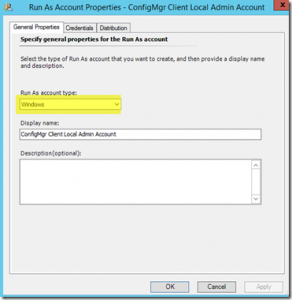 Run As Account Properties - ConfigMgr Client Local Admin Account
General Properties Credentials Distribution
Specify general properties for the Run As account
Select the type of Run As account that you want to create, and then provide a display name
and description.
Run As account type:
Windows
Display name:
ConfigMgr Client Local Admin Account
Description(optional):
OK Cancel Apply